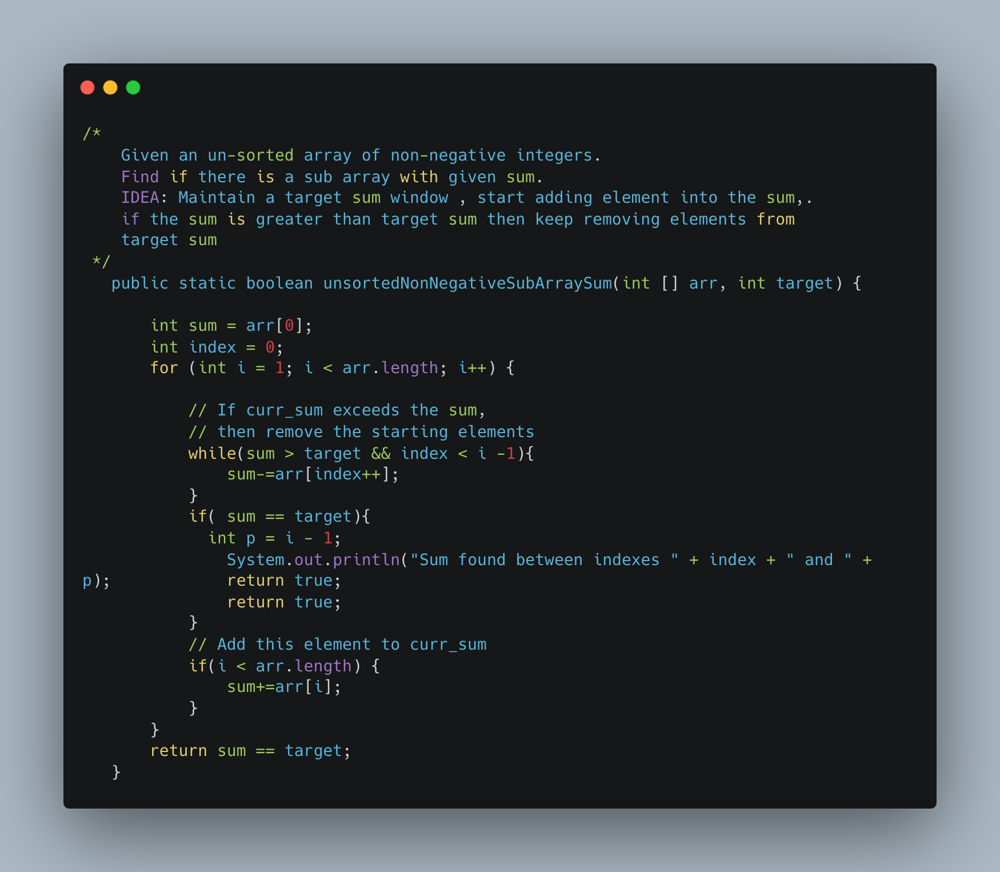 /*
    Given an un-sorted array of non-negative integers.
    Find if there is a sub array with given sum.
    IDEA: Maintain a target sum window , start adding element into the sum,.
    if the sum is greater than target sum then keep removing elements from
    target sum
 */
   public static boolean unsortedNonNegativeSubArraySum(int [] arr, int target) {

       int sum = arr[0];
       int index = 0;
       for (int i = 1; i < arr.length; i++) {

           // If curr_sum exceeds the sum,
           // then remove the starting elements
           while(sum > target && index < i -1){
               sum-=arr[index++];
           }
           if( sum == target){
             int p = i - 1;
               System.out.println("Sum found between indexes " + index + " and " +
p);            return true;
               return true;
           }
           // Add this element to curr_sum
           if(i < arr.length) {
               sum+=arr[i];
           }
       }
       return sum == target;
   }